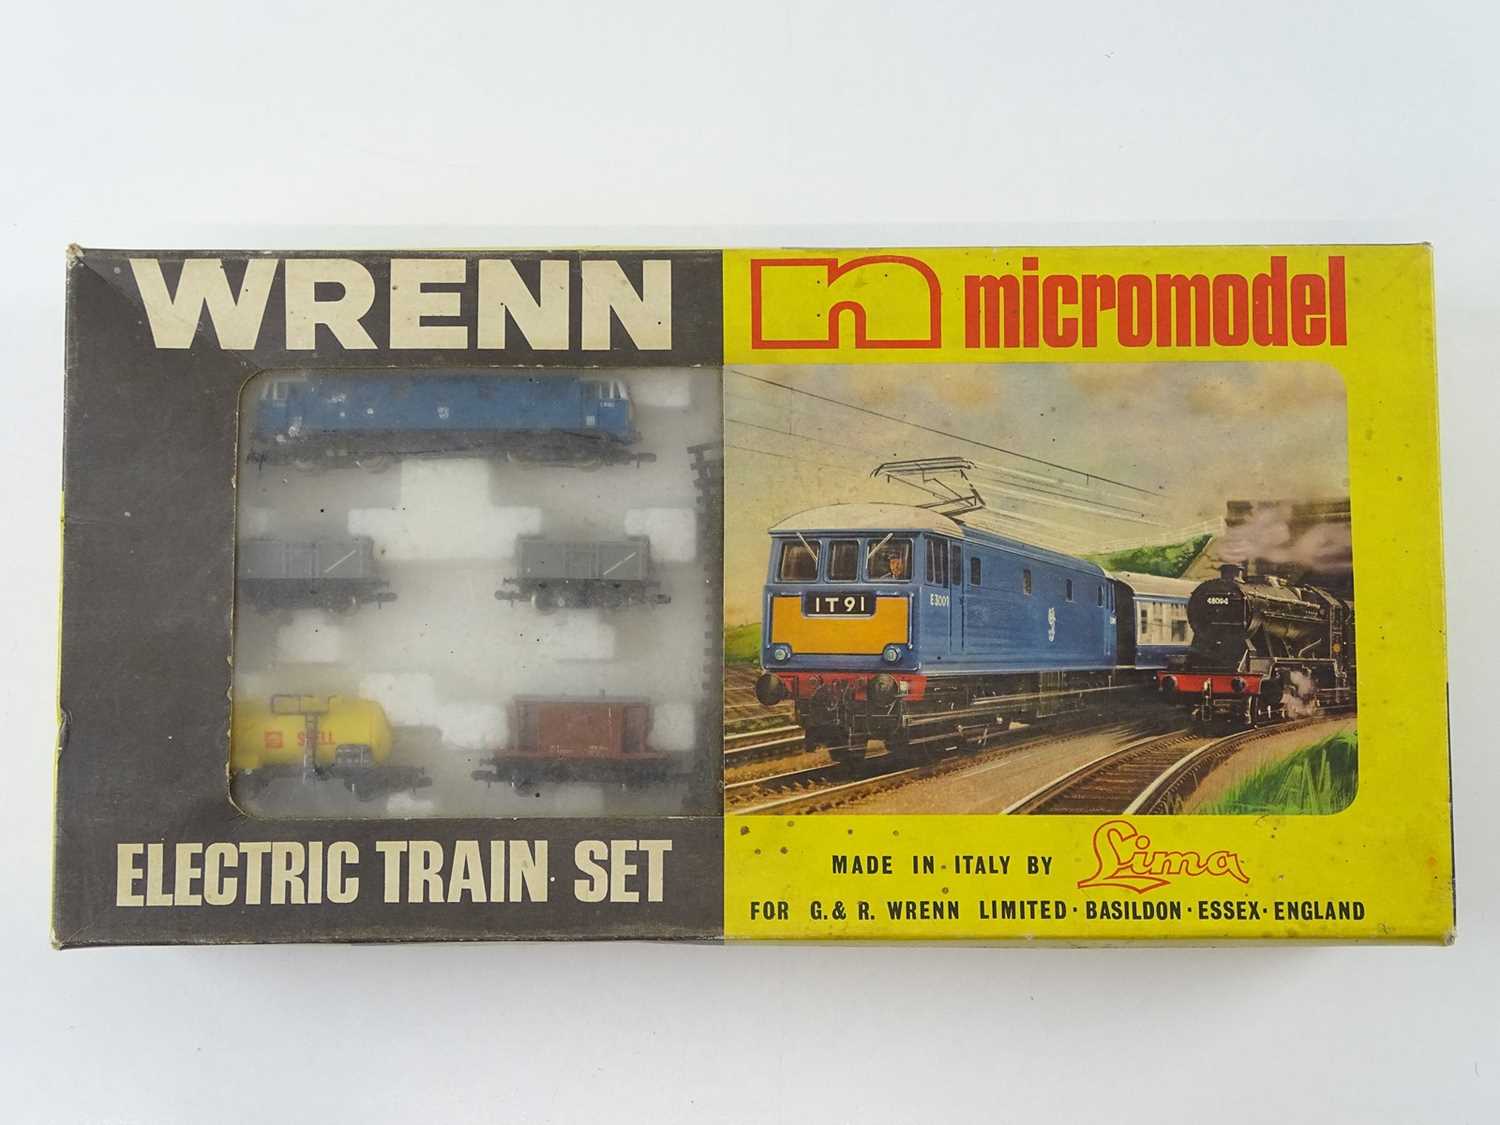 WRENN
n micromodel
SHELL
1T91
E3001
48094
ELECTRIC TRAIN SET
MADE IN ITALY BY Lima
FOR G. & R. WRENN LIMITED · BASILDON · ESSEX · ENGLAND